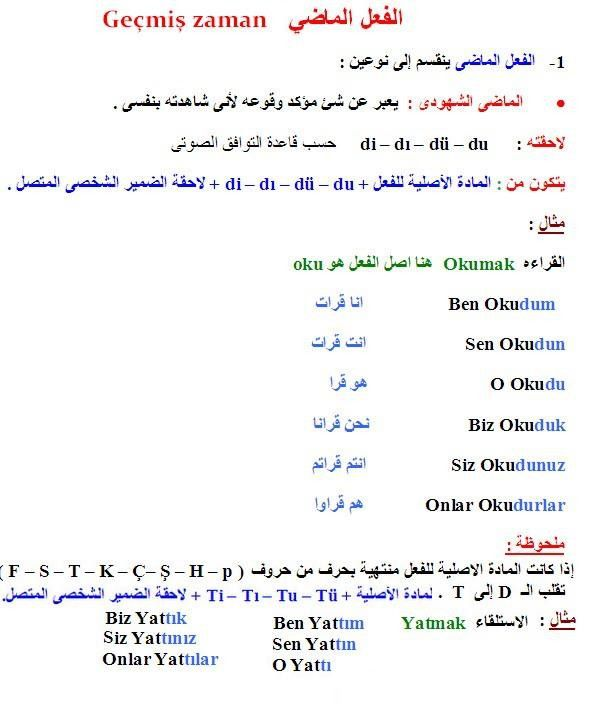 الفعل الماضي Geçmiş zaman
1- الفعل الماضى ينقسم إلى نوعين :
• الماضى الشهودى : يعبر عن شئ مؤكد وقوعه لأنى شاهدته بنفسى .
لاحقته : di – dı – dü – du حسب قاعدة التوافق الصوتى
يتكون من : المادة الأصلية للفعل + di – dı – dü – du + لاحقة الضمير الشخصى المتصل .
مثال :
القراءه Okumak هنا اصل الفعل هو oku
Ben Okudum انا قرات
Sen Okudun انت قرات
O Okudu هو قرا
Biz Okuduk نحن قرانا
Siz Okudunuz انتم قراتم
Onlar Okudurlar هم قراوا
ملحوظة :
إذا كانت المادة الاصلية للفعل منتهية بحرف من حروف ( F – S – T – K – Ç– Ş – H – p )
تقلب الـ D إلى T . لمادة الأصلية + Ti – Tı – Tu – Tü + لاحقة الضمير الشخصى المتصل.
مثال : الاستلقاء Yatmak Ben Yattım Biz Yattık
Sen Yattın Siz Yattınız
O Yattı Onlar Yattılar